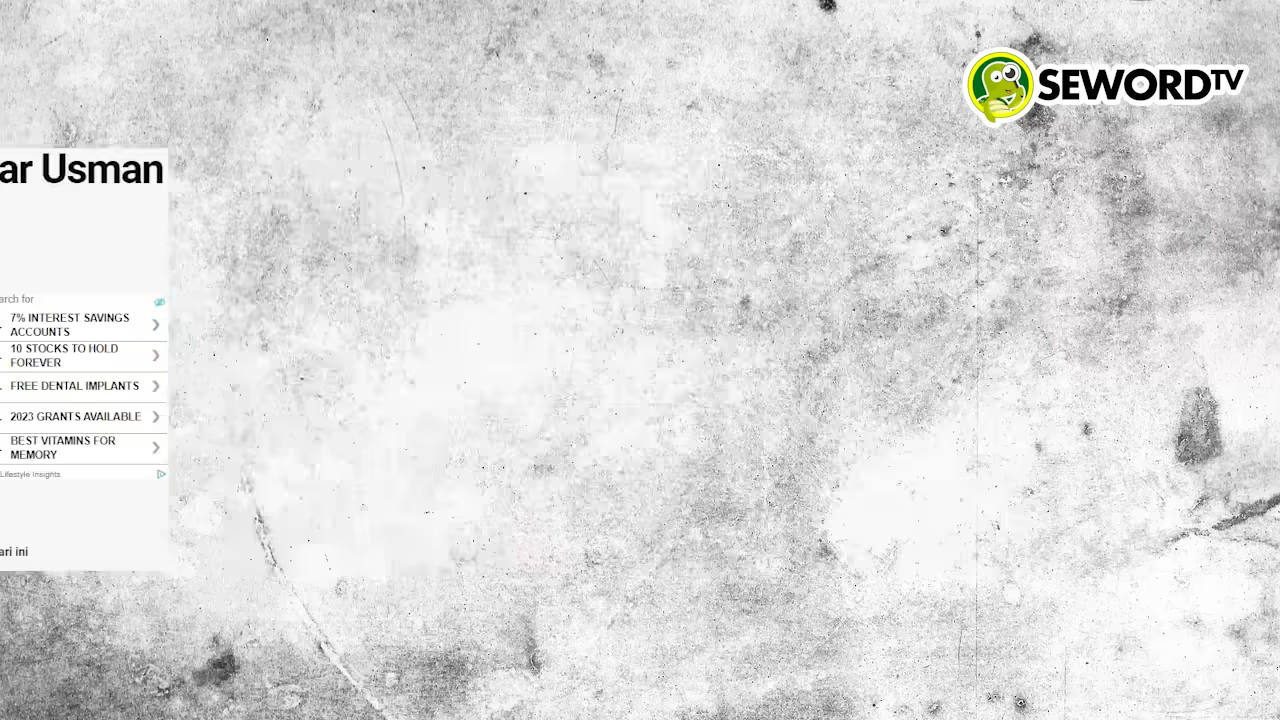 SEWORDTV
ar Usman
arch for
7% INTEREST SAVINGS
ACCOUNTS
10 STOCKS TO HOLD
FOREVER
FREE DENTAL IMPLANTS
2023 GRANTS AVAILABLE
BEST VITAMINS FOR
MEMORY
Lifestyle Insights
ari ini